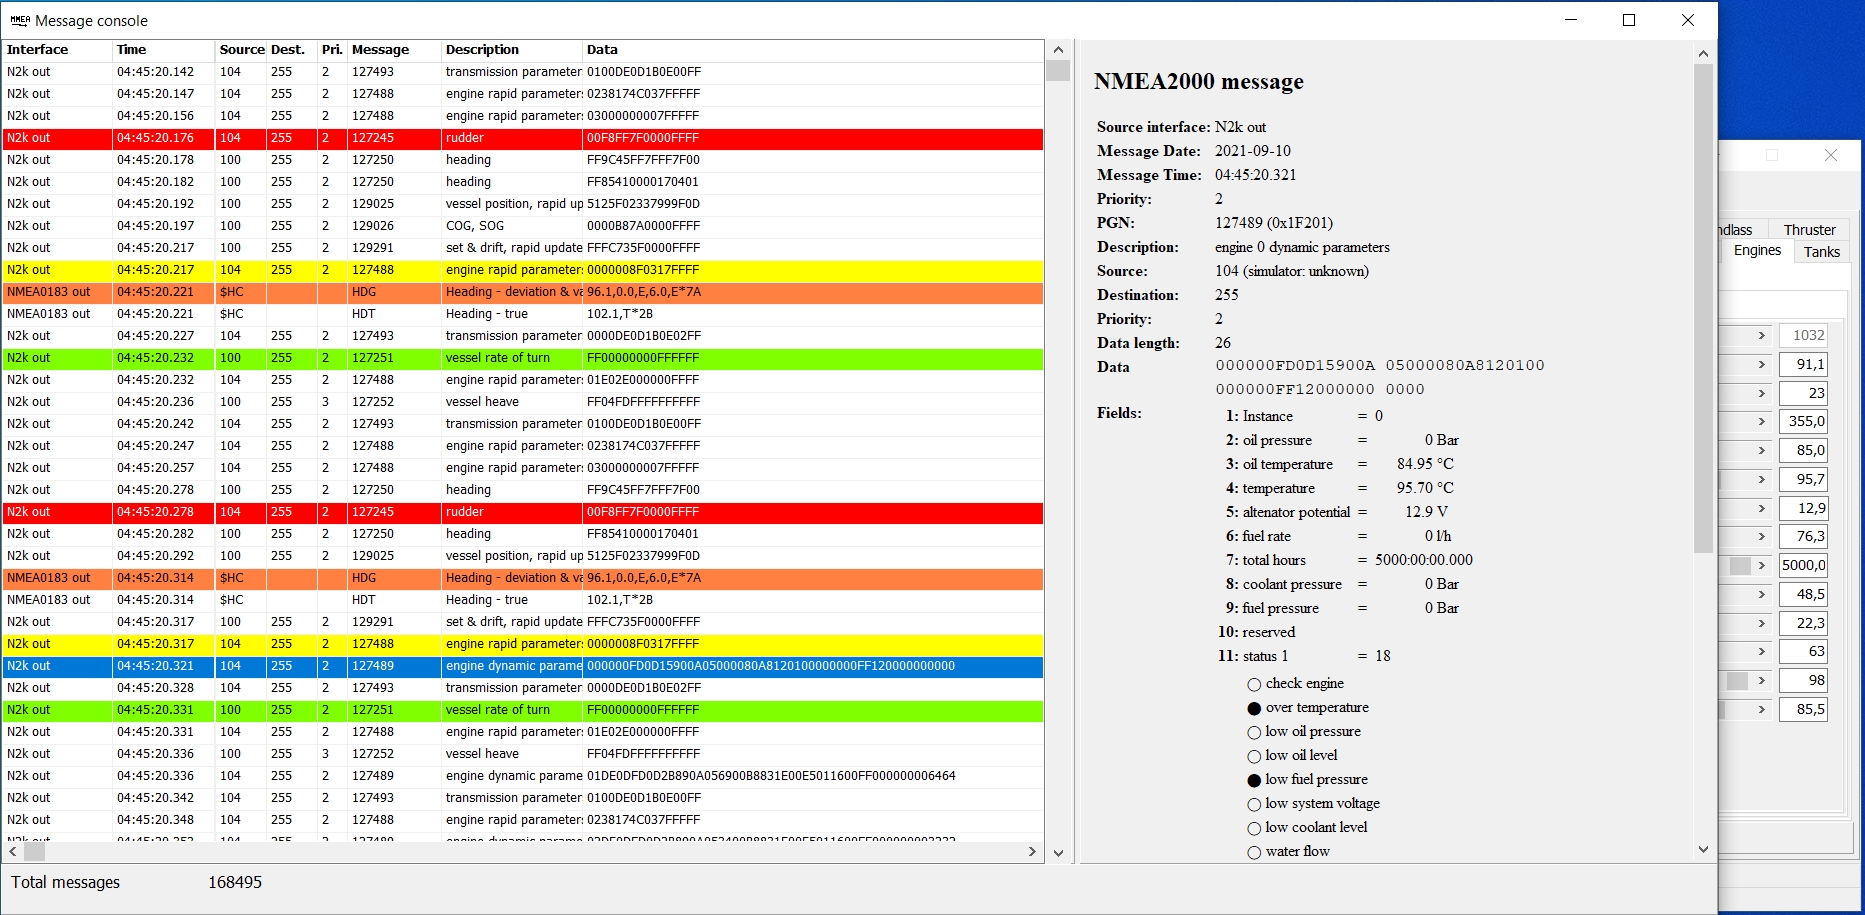 Message console
Interface Time Source Dest. Pri. Message Description Data
N2k out 04:45:20.142 104 255 2 127493 transmission parameter 0100DE0D1B0E00FF
N2k out 04:45:20.147 104 255 2 127488 engine rapid parameter 0238174C037FFFFF
N2k out 04:45:20.156 104 255 2 127488 engine rapid parameter 03000000007FFFFF
N2k out 04:45:20.176 104 255 2 127245 rudder 00F8FF7F0000FFFF
N2k out 04:45:20.178 100 255 2 127250 heading FF9C45FF7FFF7F00
N2k out 04:45:20.182 100 255 2 127250 heading FF85410000170401
N2k out 04:45:20.192 100 255 2 129025 vessel position, rapid up 5125F02337999F0D
N2k out 04:45:20.197 100 255 2 129026 COG, SOG 0000B87A0000FFFF
N2k out 04:45:20.217 100 255 2 129291 set & drift, rapid update FFFC735F0000FFFF
N2k out 04:45:20.217 104 255 2 127488 engine rapid parameter 0000008F0317FFFF
NMEA0183 out 04:45:20.221 $HC HDG Heading - deviation & va 96.1,0.0,E,6.0,E*7A
NMEA0183 out 04:45:20.221 $HC HDT Heading - true 102.1,T*2B
N2k out 04:45:20.227 104 255 2 127493 transmission parameter 0000DE0D1B0E02FF
N2k out 04:45:20.232 100 255 2 127251 vessel rate of turn FF00000000FFFFFF
N2k out 04:45:20.232 104 255 2 127488 engine rapid parameter 01E02E000000FFFF
N2k out 04:45:20.236 100 255 3 127252 vessel heave FF04FDFFFFFFFFFF
N2k out 04:45:20.242 104 255 2 127493 transmission parameter 0100DE0D1B0E00FF
N2k out 04:45:20.247 104 255 2 127488 engine rapid parameter 0238174C037FFFFF
N2k out 04:45:20.257 104 255 2 127488 engine rapid parameter 03000000007FFFFF
N2k out 04:45:20.278 100 255 2 127250 heading FF9C45FF7FFF7F00
N2k out 04:45:20.278 104 255 2 127245 rudder 00F8FF7F0000FFFF
N2k out 04:45:20.282 100 255 2 127250 heading FF85410000170401
N2k out 04:45:20.292 100 255 2 129025 vessel position, rapid up 5125F02337999F0D
NMEA0183 out 04:45:20.314 $HC HDG Heading - deviation & va 96.1,0.0,E,6.0,E*7A
NMEA0183 out 04:45:20.314 $HC HDT Heading - true 102.1,T*2B
N2k out 04:45:20.317 100 255 2 129291 set & drift, rapid update FFFC735F0000FFFF
N2k out 04:45:20.317 104 255 2 127488 engine rapid parameter 0000008F0317FFFF
N2k out 04:45:20.321 104 255 2 127489 engine dynamic parame 000000FD0D15900A05000080A8120100000000FF120000000000
N2k out 04:45:20.328 104 255 2 127493 transmission parameter 0000DE0D1B0E02FF
N2k out 04:45:20.331 100 255 2 127251 vessel rate of turn FF00000000FFFFFF
N2k out 04:45:20.331 104 255 2 127488 engine rapid parameter 01E02E000000FFFF
N2k out 04:45:20.336 100 255 3 127252 vessel heave FF04FDFFFFFFFFFF
N2k out 04:45:20.336 104 255 2 127489 engine dynamic parame 01DE0DFD0D2B890A056900B8831E00E5011600FF000000006464
N2k out 04:45:20.342 104 255 2 127493 transmission parameter 0100DE0D1B0E00FF
N2k out 04:45:20.348 104 255 2 127488 engine rapid parameter 0238174C037FFFFF
Total messages 168495
NMEA2000 message
Source interface: N2k out
Message Date: 2021-09-10
Message Time: 04:45:20.321
Priority: 2
PGN: 127489 (0x1F201)
Description: engine 0 dynamic parameters
Source: 104 (simulator: unknown)
Destination: 255
Priority: 2
Data length: 26
Data 000000FD0D15900A 05000080A8120100
000000FF12000000 0000
Fields: 1: Instance = 0
2: oil pressure = 0 Bar
3: oil temperature = 84.95 °C
4: temperature = 95.70 °C
5: altenator potential = 12.9 V
6: fuel rate = 0 l/h
7: total hours = 5000:00:00.000
8: coolant pressure = 0 Bar
9: fuel pressure = 0 Bar
10: reserved
11: status 1 = 18
check engine
over temperature
low oil pressure
low oil level
low fuel pressure
low system voltage
low coolant level
water flow
ndlass Thruster
Engines Tanks
1032
91,1
23
355,0
85,0
95,7
12,9
76,3
5000,0
48,5
22,3
63
98
85,5